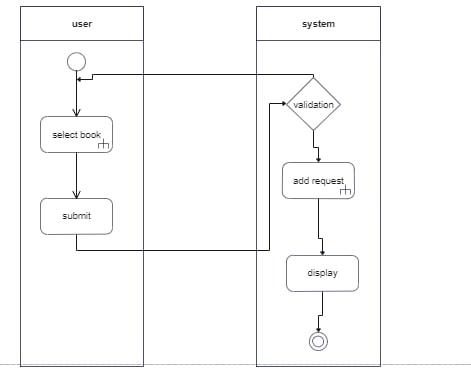 user
system
validation
select book
add request
submit
display